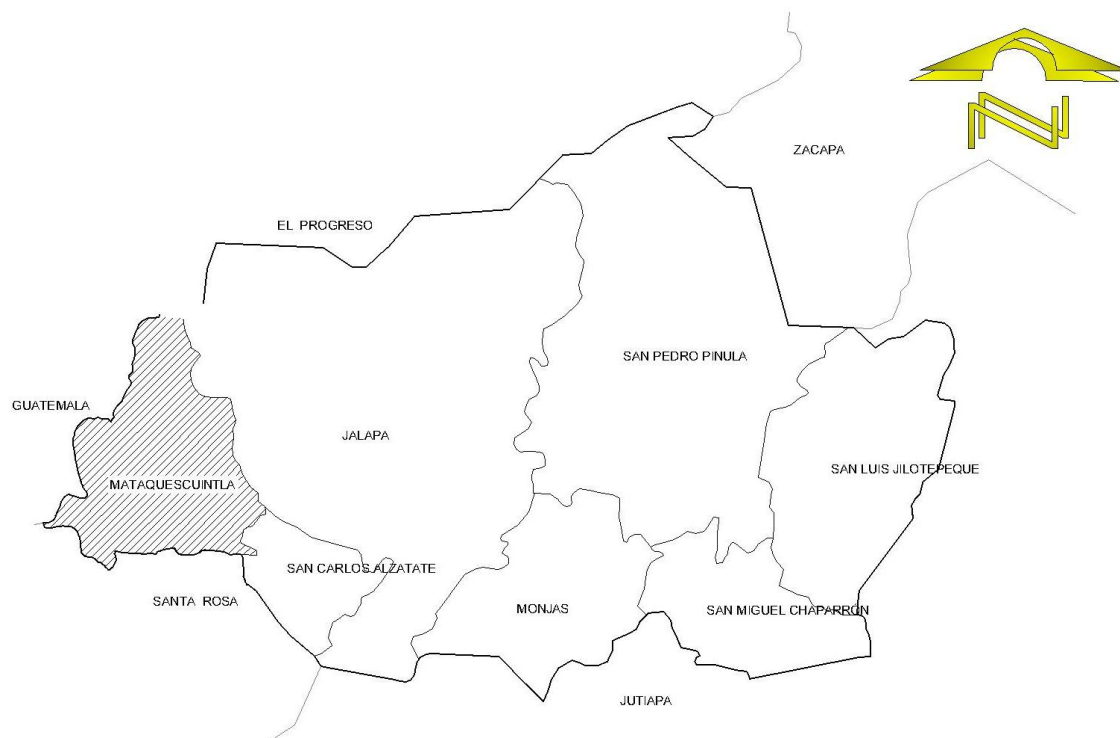 N
ZACAPA
EL PROGRESO
SAN PEDRO PINULA
GUATEMALA
JALAPA
SAN LUIS JILOTEPEQUE
MATAQUESCUINTLA
SAN CARLOS ALZATATE
SANTA ROSA
MONJAS
SAN MIGUEL CHAPARRÓN
JUTIAPA